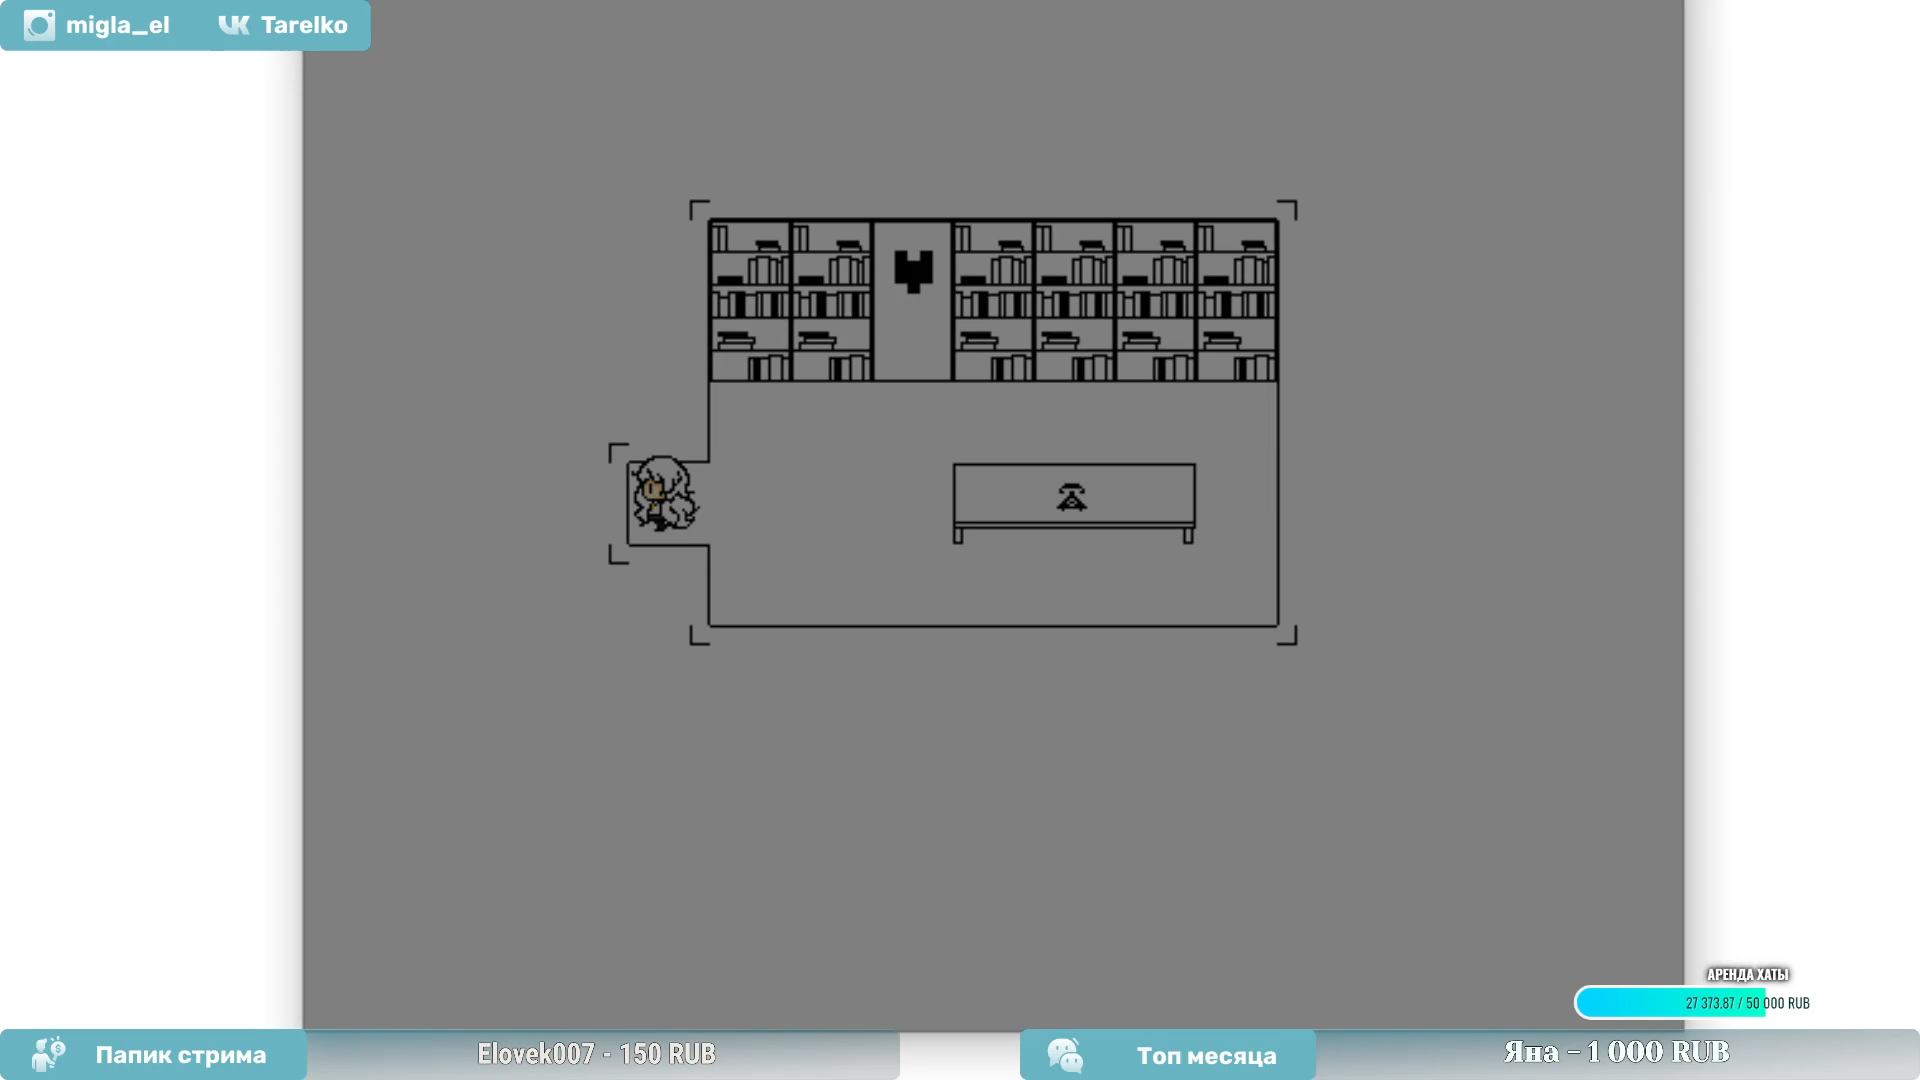 migla_el
VK Tarelko
АРЕНДА ХАТЫ
27 373.87 / 50 000 RUB
Папик стрима
Elovek007 - 150 RUB
Топ месяца
Яна - 1 000 RUB